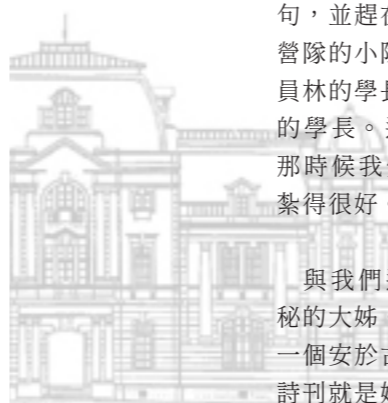 句，並趕在
營隊的小隊
員林的學長
的學長。
那時候我
紮得很好
與我們
秘的大姊
一個安於古
詩刊就是她